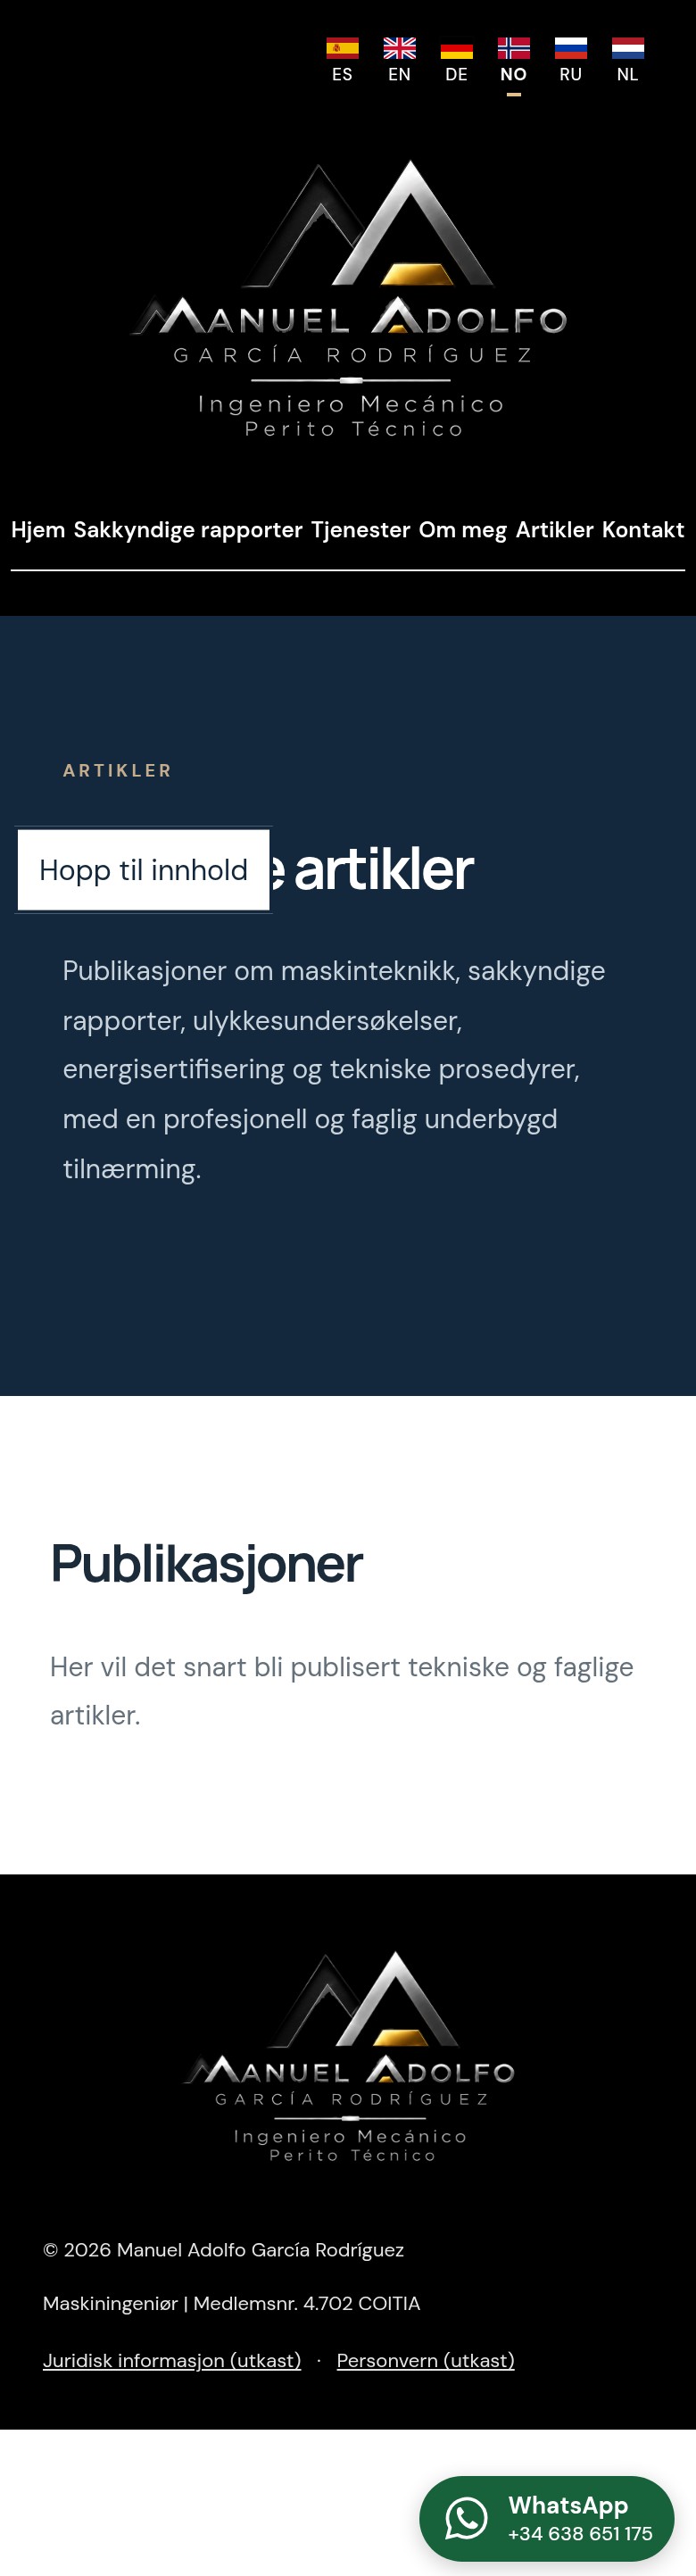 ES EN DE NO RU NL
MANUEL ADOLFO
GARCÍA RODRÍGUEZ
Ingeniero Mecánico
Perito Técnico
Hjem Sakkyndige rapporter Tjenester Om meg Artikler Kontakt
ARTIKLER
Hopp til innhold
artikler
Publikasjoner om maskinteknikk, sakkyndige
rapporter, ulykkesundersøkelser,
energisertifisering og tekniske prosedyrer,
med en profesjonell og faglig underbygd
tilnærming.
Publikasjoner
Her vil det snart bli publisert tekniske og faglige
artikler.
MANUEL ADOLFO
GARCÍA RODRÍGUEZ
Ingeniero Mecánico
Perito Técnico
© 2026 Manuel Adolfo García Rodríguez
Maskiningeniør | Medlemsnr. 4.702 COITIA
Juridisk informasjon (utkast) · Personvern (utkast)
WhatsApp
+34 638 651 175